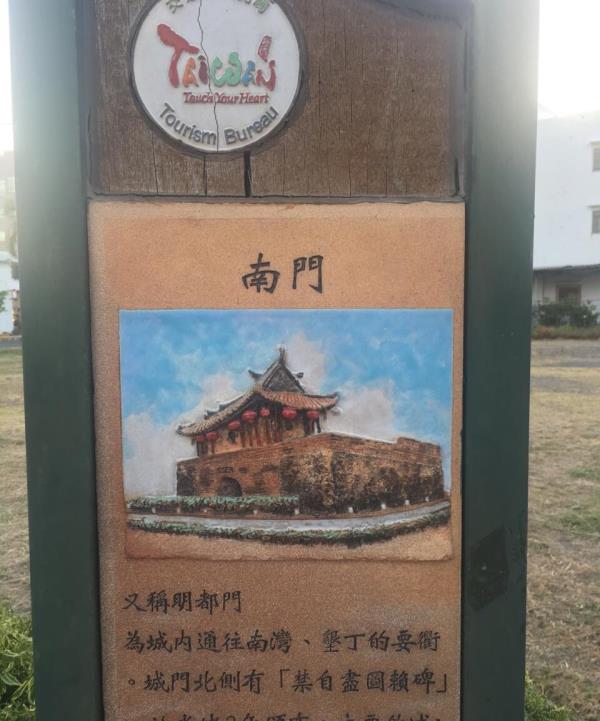 TAIWAN
Touch Your Heart
Tourism Bureau
南門
又稱明都門
為城內通往南灣、墾丁的要衢
。城門北側有「禁自盡圖賴碑」